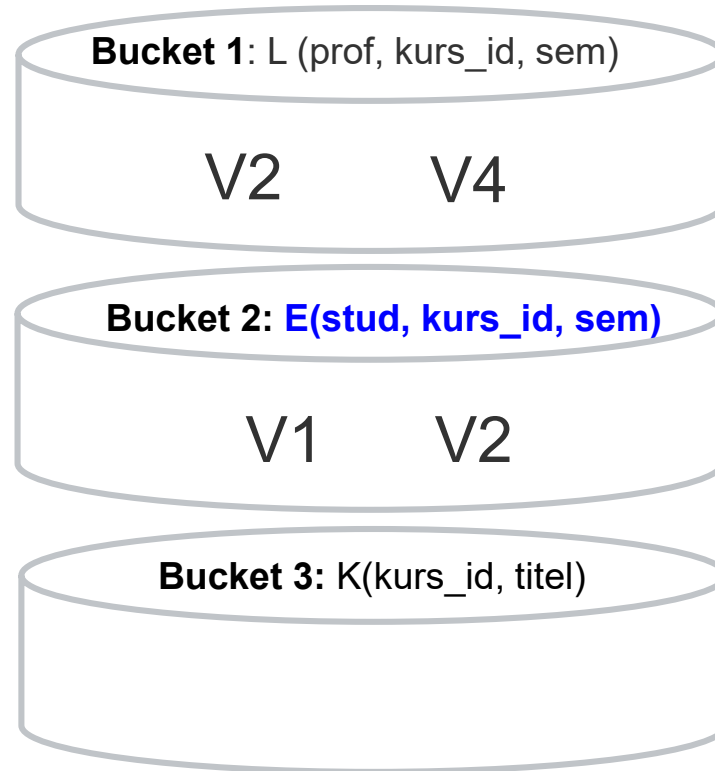 Bucket 1: L (prof, kurs_id, sem)
V2 V4
Bucket 2: E(stud, kurs_id, sem)
V1 V2
Bucket 3: K(kurs_id, titel)